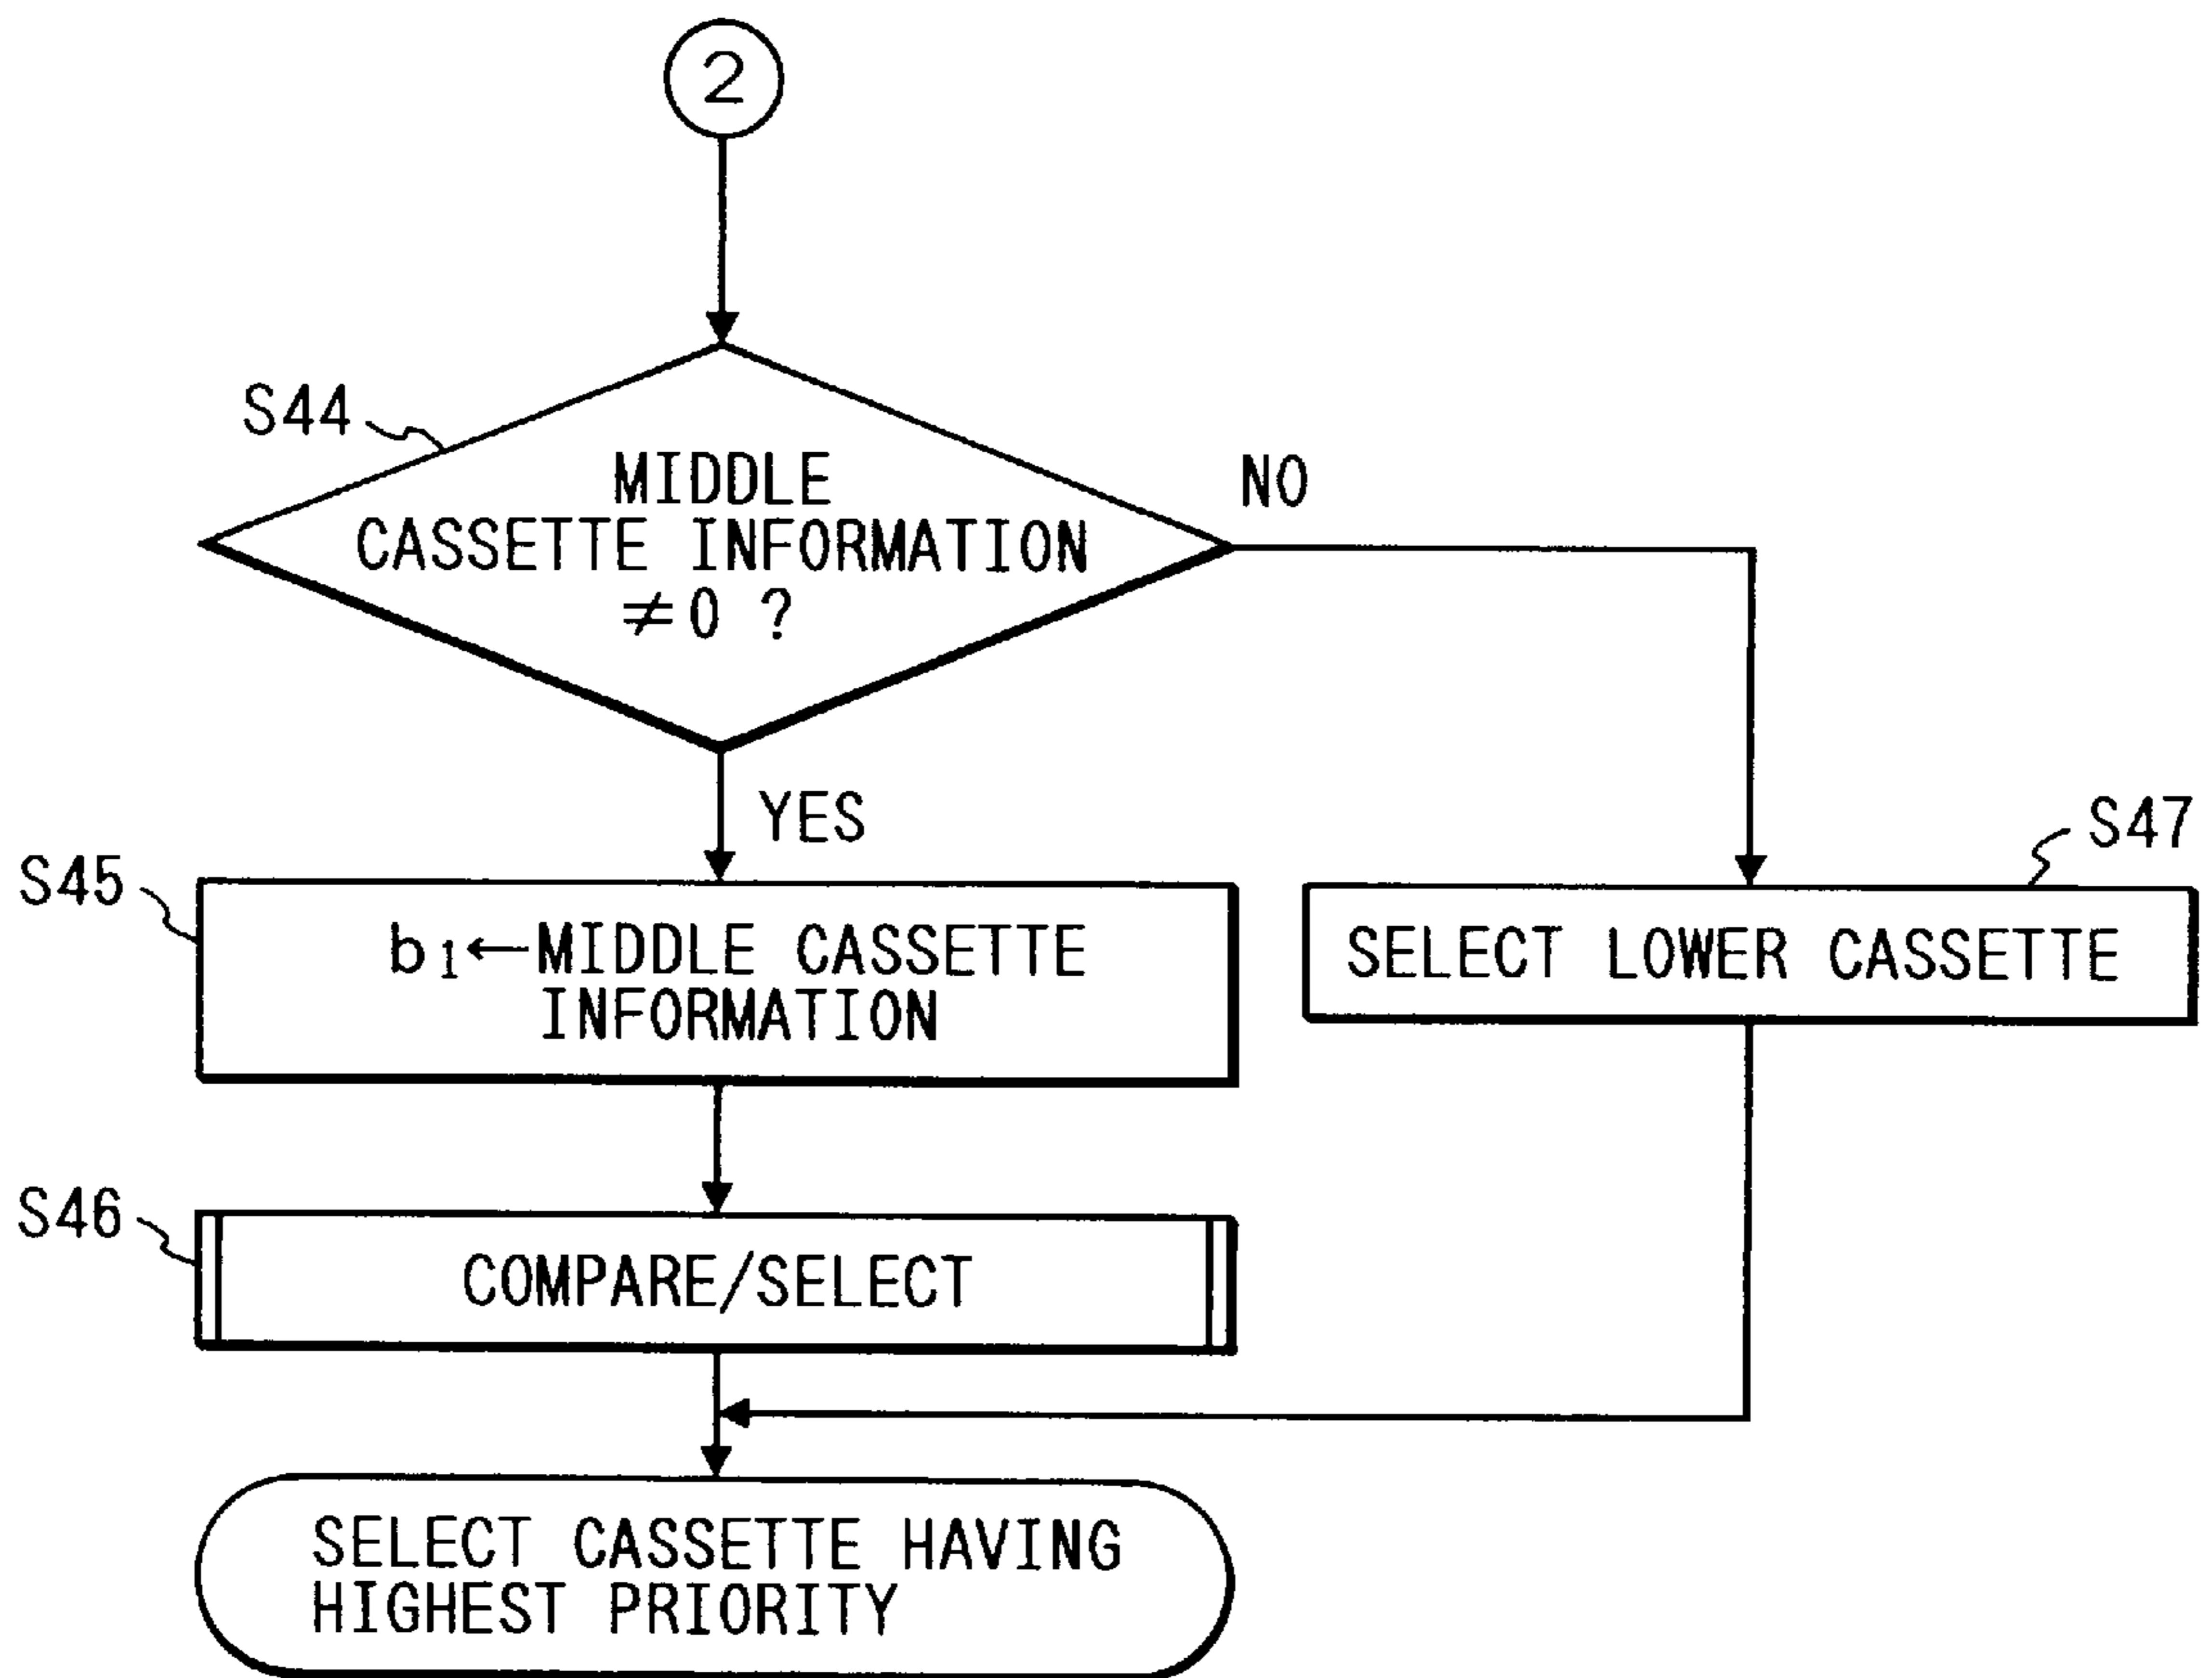 2
S44
MIDDLE
CASSETTE INFORMATION
≠0 ?
NO
YES
S45
b1←MIDDLE CASSETTE
INFORMATION
S47
SELECT LOWER CASSETTE
S46
COMPARE/SELECT
SELECT CASSETTE HAVING
HIGHEST PRIORITY